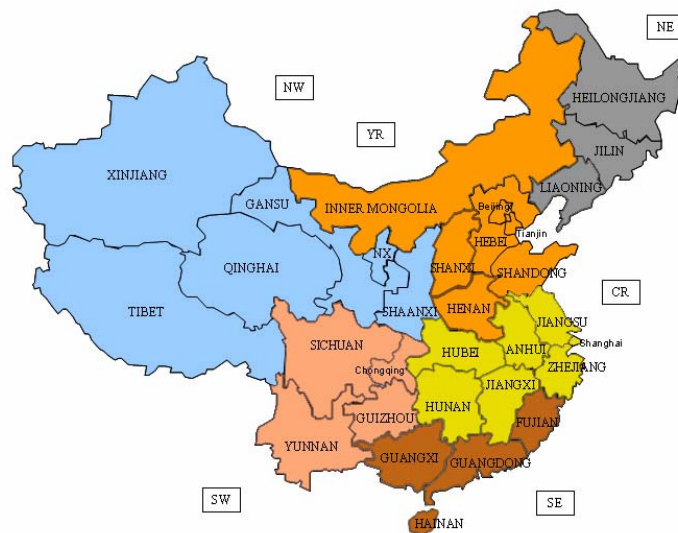 NE
NW
HEILONGJIANG
YR
JILIN
XINJIANG
LIAONING
GANSU
INNER MONGOLIA
Beijing
Tianjin
HEBEI
NX
QINGHAI
SHANXI
SHANDONG
CR
TIBET
SHAANXI
HENAN
JIANGSU
SICHUAN
HUBEI
ANHUI
Shanghai
Chongqing
ZHEJIANG
JIANGXI
HUNAN
GUIZHOU
FUJIAN
YUNNAN
GUANGXI
GUANGDONG
SW
SE
HAINAN